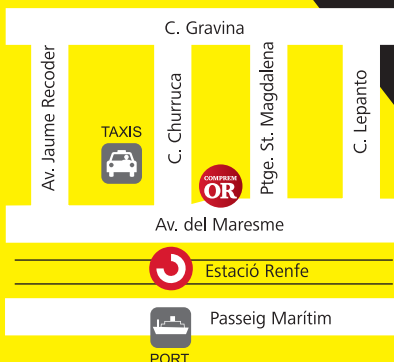 C. Gravina
Av. Jaume Recoder
TAXIS
C. Churruca
Ptge. St. Magdalena
C. Lepanto
COMPREM
OR
Av. del Maresme
Estació Renfe
Passeig Marítim
PORT